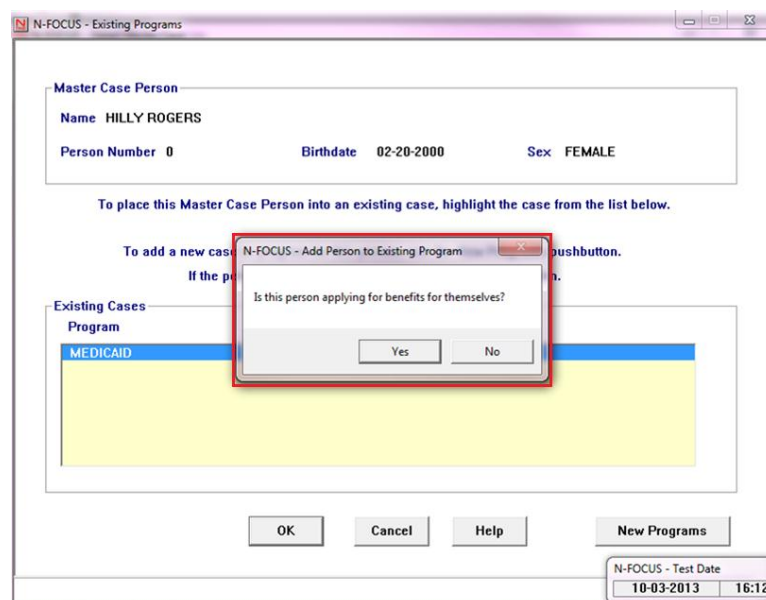 N-FOCUS - Existing Programs
Master Case Person
Name HILLY ROGERS
Person Number 0 Birthdate 02-20-2000 Sex FEMALE
To place this Master Case Person into an existing case, highlight the case from the list below.
To add a new cas pushbutton.
If the pe n.
N-FOCUS - Add Person to Existing Program
Is this person applying for benefits for themselves?
Yes No
Existing Cases
Program
MEDICAID
OK Cancel Help New Programs
N-FOCUS - Test Date
10-03-2013 16:12